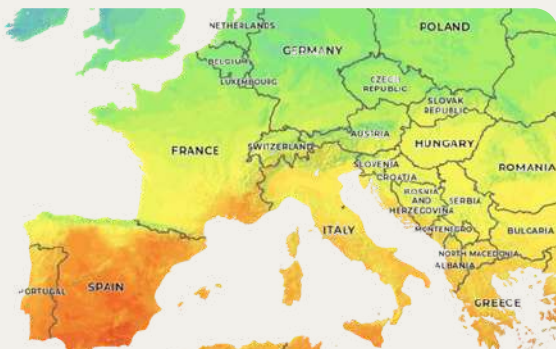 NETHERLANDS
POLAND
GERMANY
BELGIUM
LUXEMBOURG
CZECH
REPUBLIC
SLOVAK
REPUBLIC
AUSTRIA
FRANCE
SWITZERLAND
HUNGARY
SLOVENIA
CROATIA
ROMANIA
BOSNIA
AND
HERZEGOVINA
SERBIA
ITALY
MONTENEGRO
BULGARIA
NORTH MACEDONIA
ALBANIA
PORTUGAL
SPAIN
GREECE